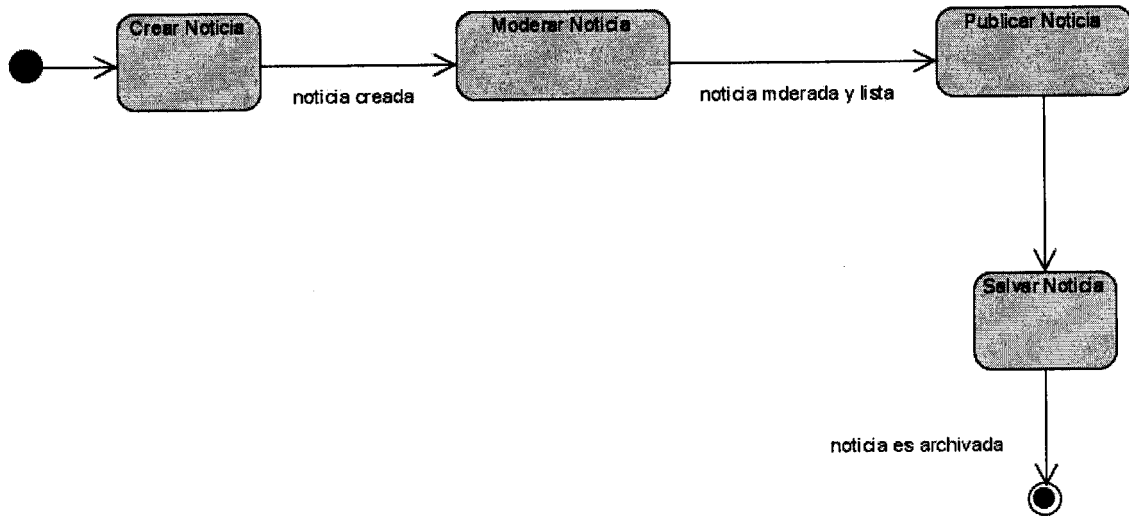 Crear Noticia
Moderar Noticia
Publicar Noticia
noticia creada
noticia mderada y lista
Salvar Noticia
noticia es archivada